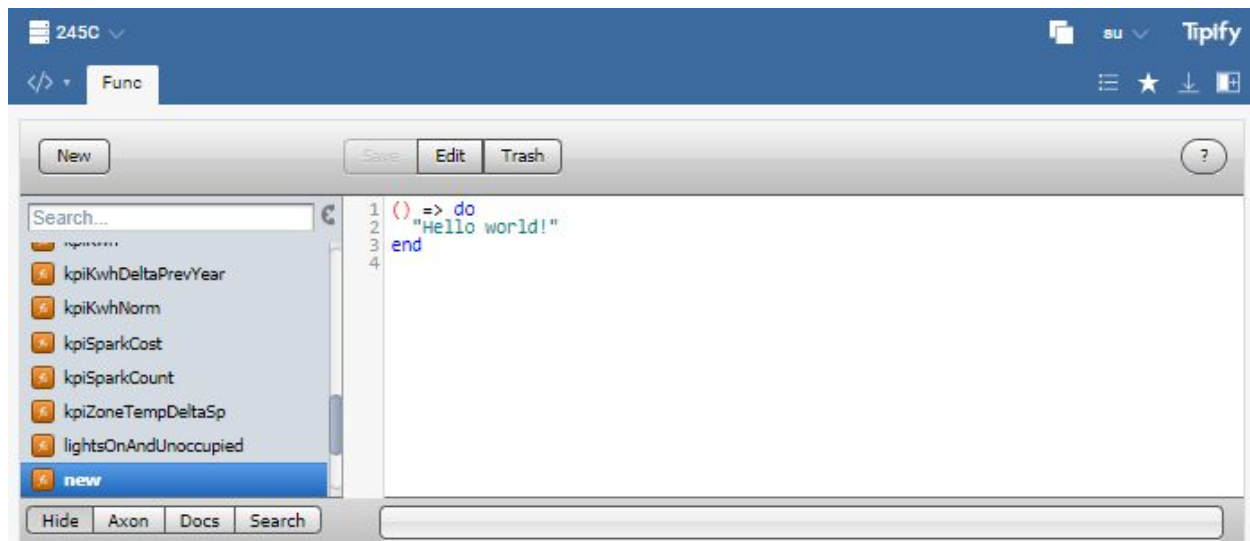 245C su Tipify
</> Func
New Save Edit Trash ?
Search...
kpiKwh
kpiKwhDeltaPrevYear
kpiKwhNorm
kpiSparkCost
kpiSparkCount
kpiZoneTempDeltaSp
lightsOnAndUnoccupied
new
1 () => do
2 "Hello world!"
3 end
4
Hide Axon Docs Search